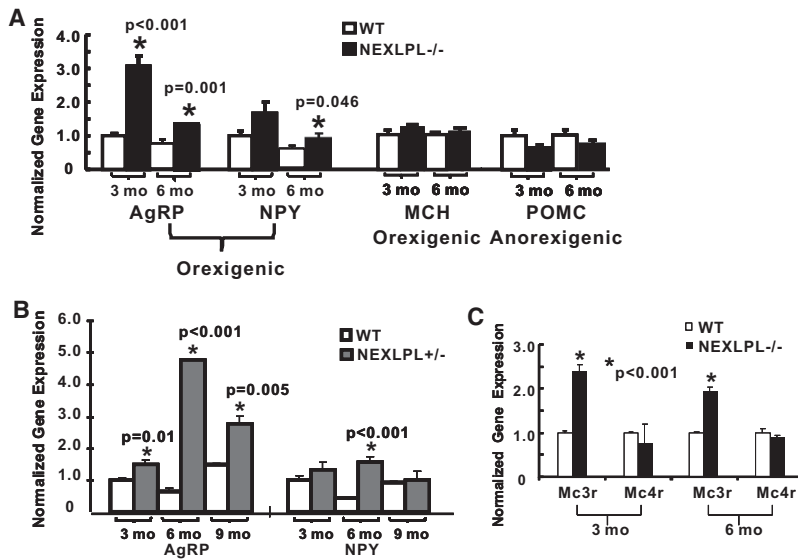 A
p<0.001
WT
NEXLPL-/-
Normalized Gene Expression
4.0
3.0
2.0
1.0
0
*
p=0.001
*
p=0.046
*
3 mo 6 mo 3 mo 6 mo 3 mo 6 mo 3 mo 6 mo
AgRP NPY MCH POMC
Orexigenic Anorexigenic
Orexigenic
B
WT
NEXLPL+/-
Normalized Gene Expression
6.0
5.0
4.0
3.0
2.0
1.0
0
p=0.01
*
p<0.001
*
p=0.005
*
p<0.001
*
3 mo 6 mo 9 mo 3 mo 6 mo 9 mo
AgRP NPY
C
WT
NEXLPL-/-
Normalized Gene Expression
3.0
2.0
1.0
0
*
* p<0.001
*
Mc3r Mc4r Mc3r Mc4r
3 mo 6 mo